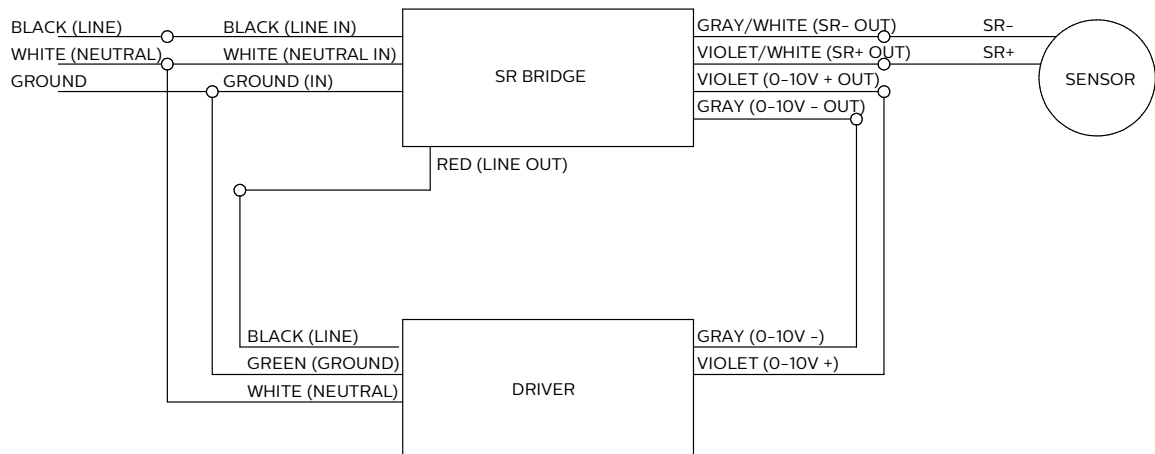 BLACK (LINE)
BLACK (LINE IN)
GRAY/WHITE (SR- OUT)
SR-
WHITE (NEUTRAL)
WHITE (NEUTRAL IN)
SR BRIDGE
VIOLET/WHITE (SR+ OUT)
SR+
SENSOR
GROUND
GROUND (IN)
VIOLET (0-10V + OUT)
GRAY (0-10V - OUT)
RED (LINE OUT)
BLACK (LINE)
GRAY (0-10V -)
GREEN (GROUND)
VIOLET (0-10V +)
WHITE (NEUTRAL)
DRIVER